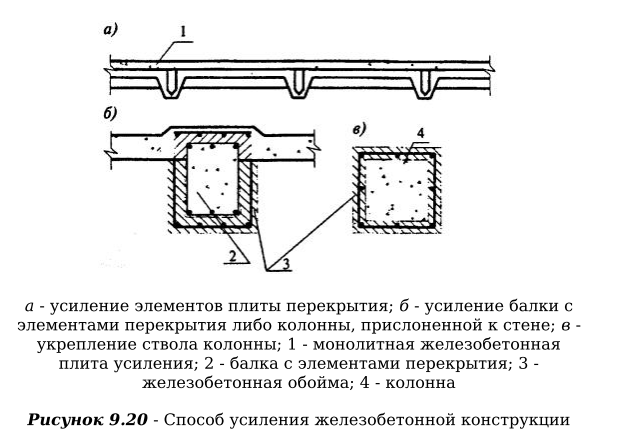 а)
1
б)
в)
4
2
3
а - усиление элементов плиты перекрытия; б - усиление балки с
элементами перекрытия либо колонны, прислоненной к стене; в -
укрепление ствола колонны; 1 - монолитная железобетонная
плита усиления; 2 - балка с элементами перекрытия; 3 -
железобетонная обойма; 4 - колонна
Рисунок 9.20 - Способ усиления железобетонной конструкции